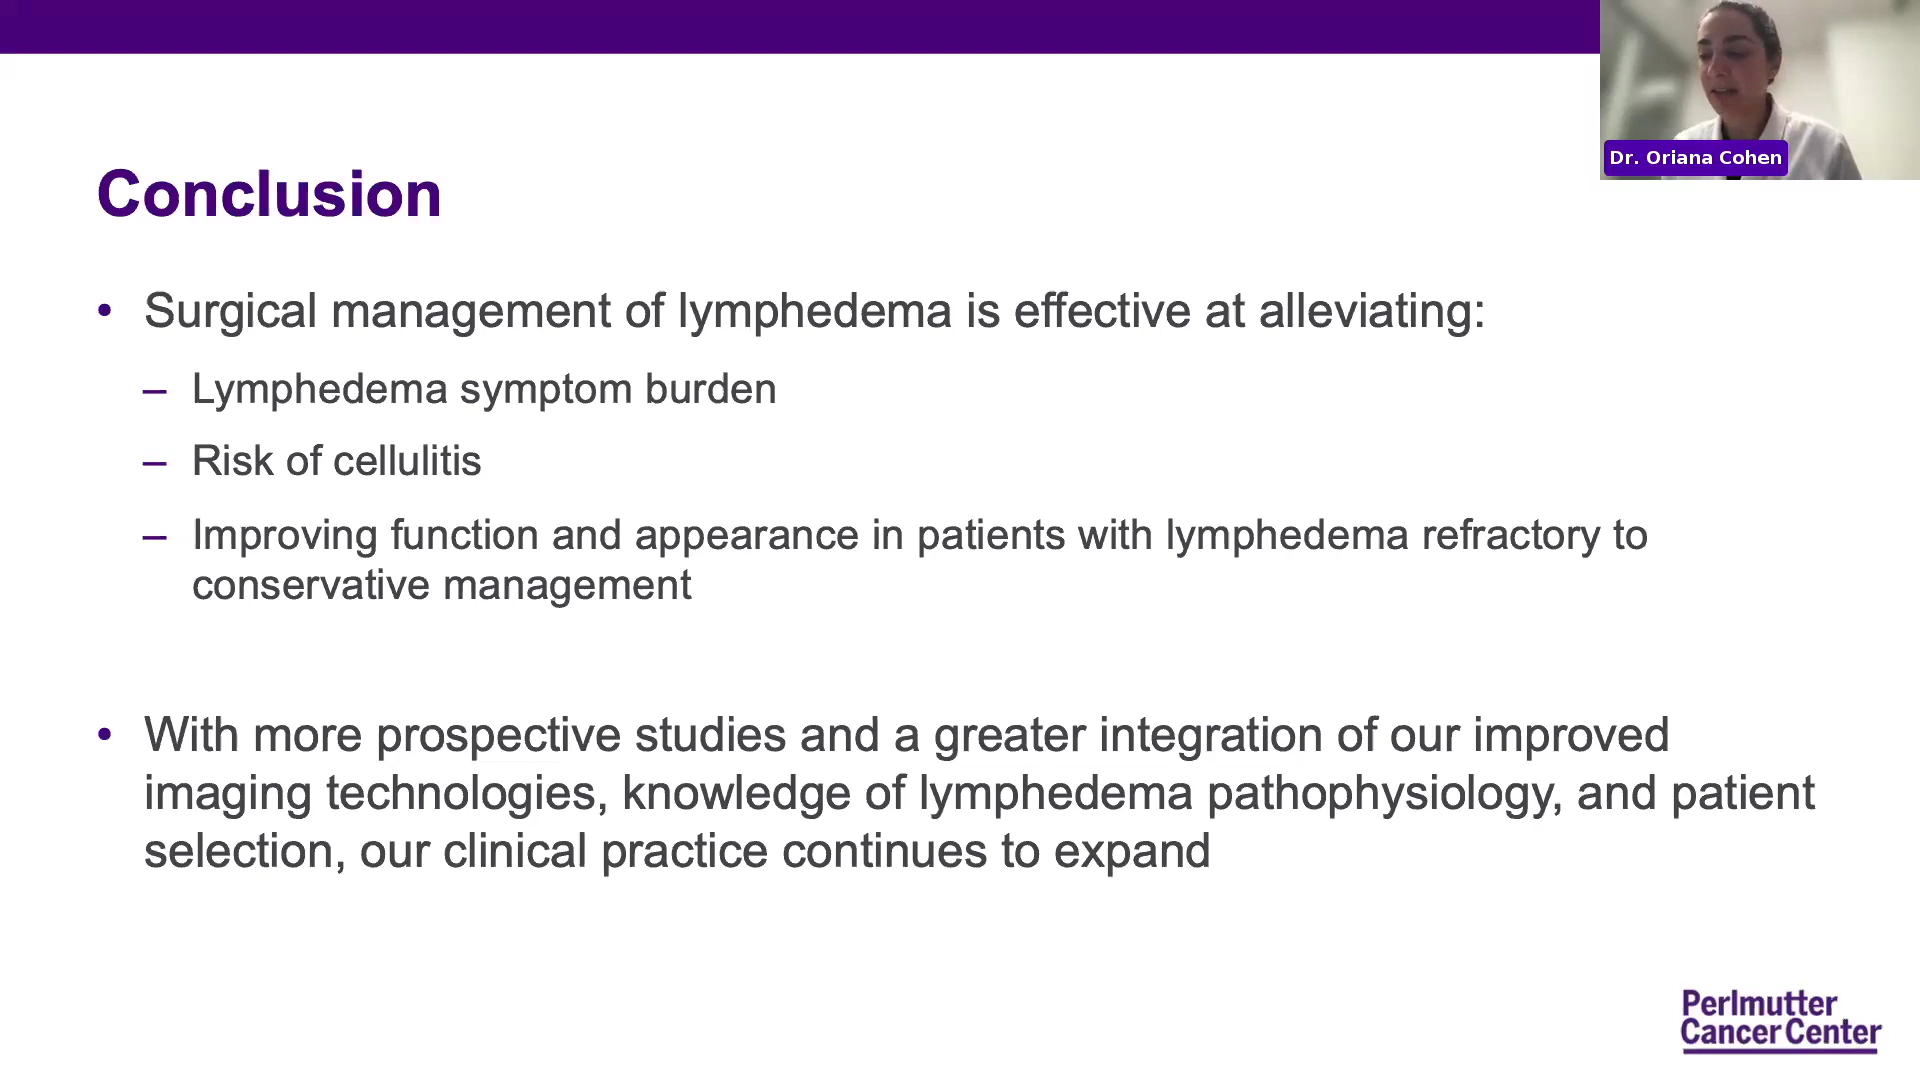 Dr. Oriana Cohen
Conclusion
• Surgical management of lymphedema is effective at alleviating:
– Lymphedema symptom burden
– Risk of cellulitis
– Improving function and appearance in patients with lymphedema refractory to
conservative management
• With more prospective studies and a greater integration of our improved
imaging technologies, knowledge of lymphedema pathophysiology, and patient
selection, our clinical practice continues to expand
Perlmutter
Cancer Center